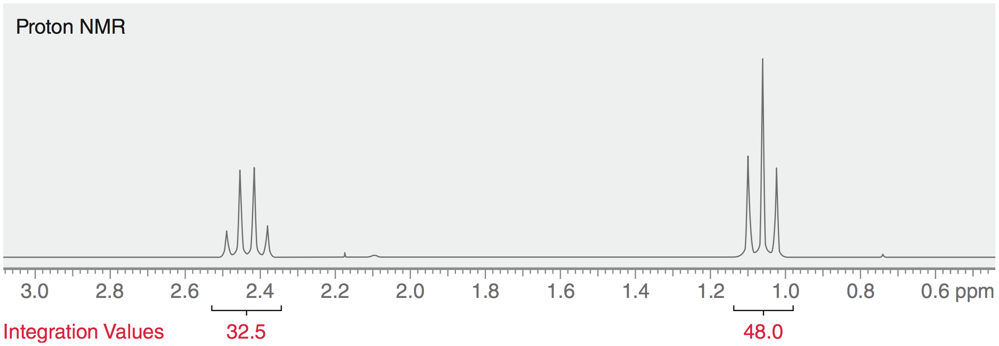 Proton NMR
3.0 2.8 2.6 2.4 2.2 2.0 1.8 1.6 1.4 1.2 1.0 0.8 0.6 ppm
Integration Values 32.5 48.0